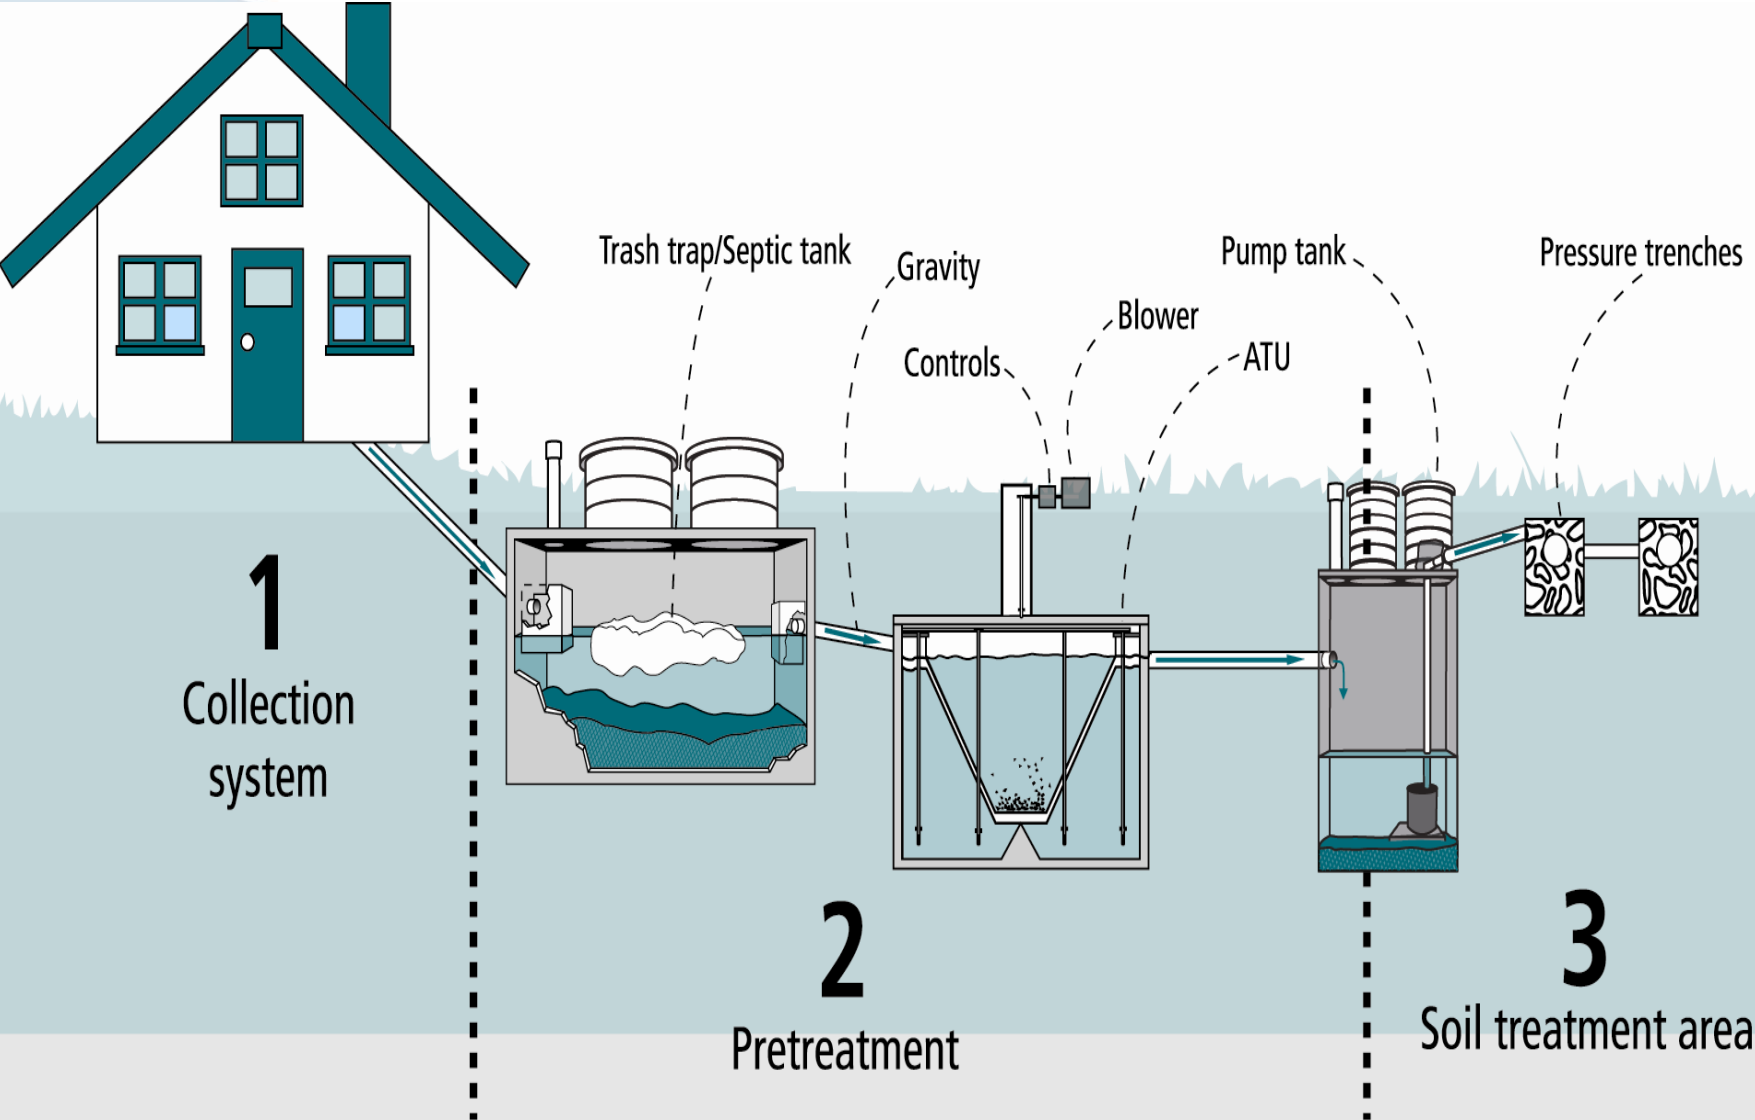 Trash trap/Septic tank
Gravity
Pump tank
Pressure trenches
Blower
Controls
ATU
1
Collection
system
2
Pretreatment
3
Soil treatment area